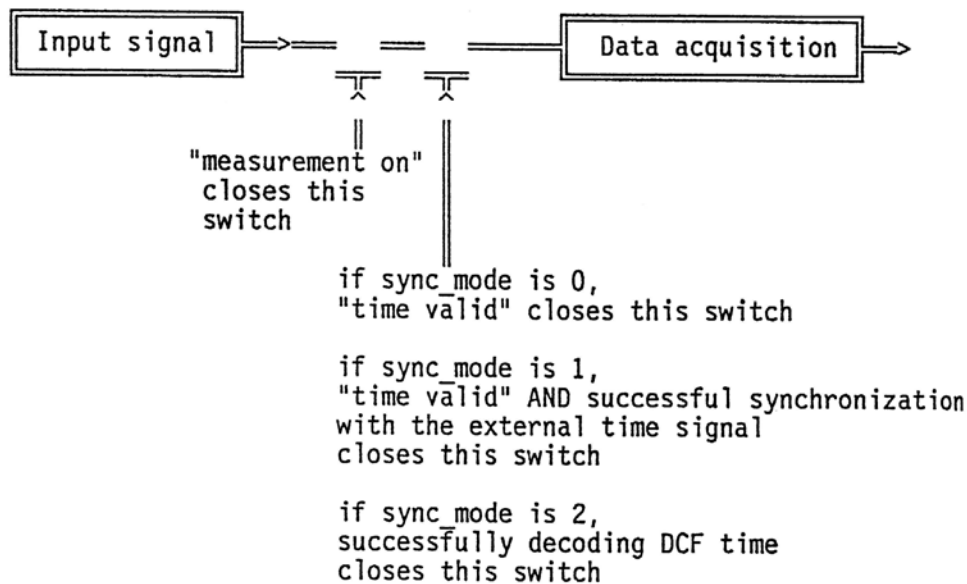 Input signal
Data acquisition
"measurement on"
closes this
switch
if sync_mode is 0,
"time valid" closes this switch
if sync_mode is 1,
"time valid" AND successful synchronization
with the external time signal
closes this switch
if sync_mode is 2,
successfully decoding DCF time
closes this switch